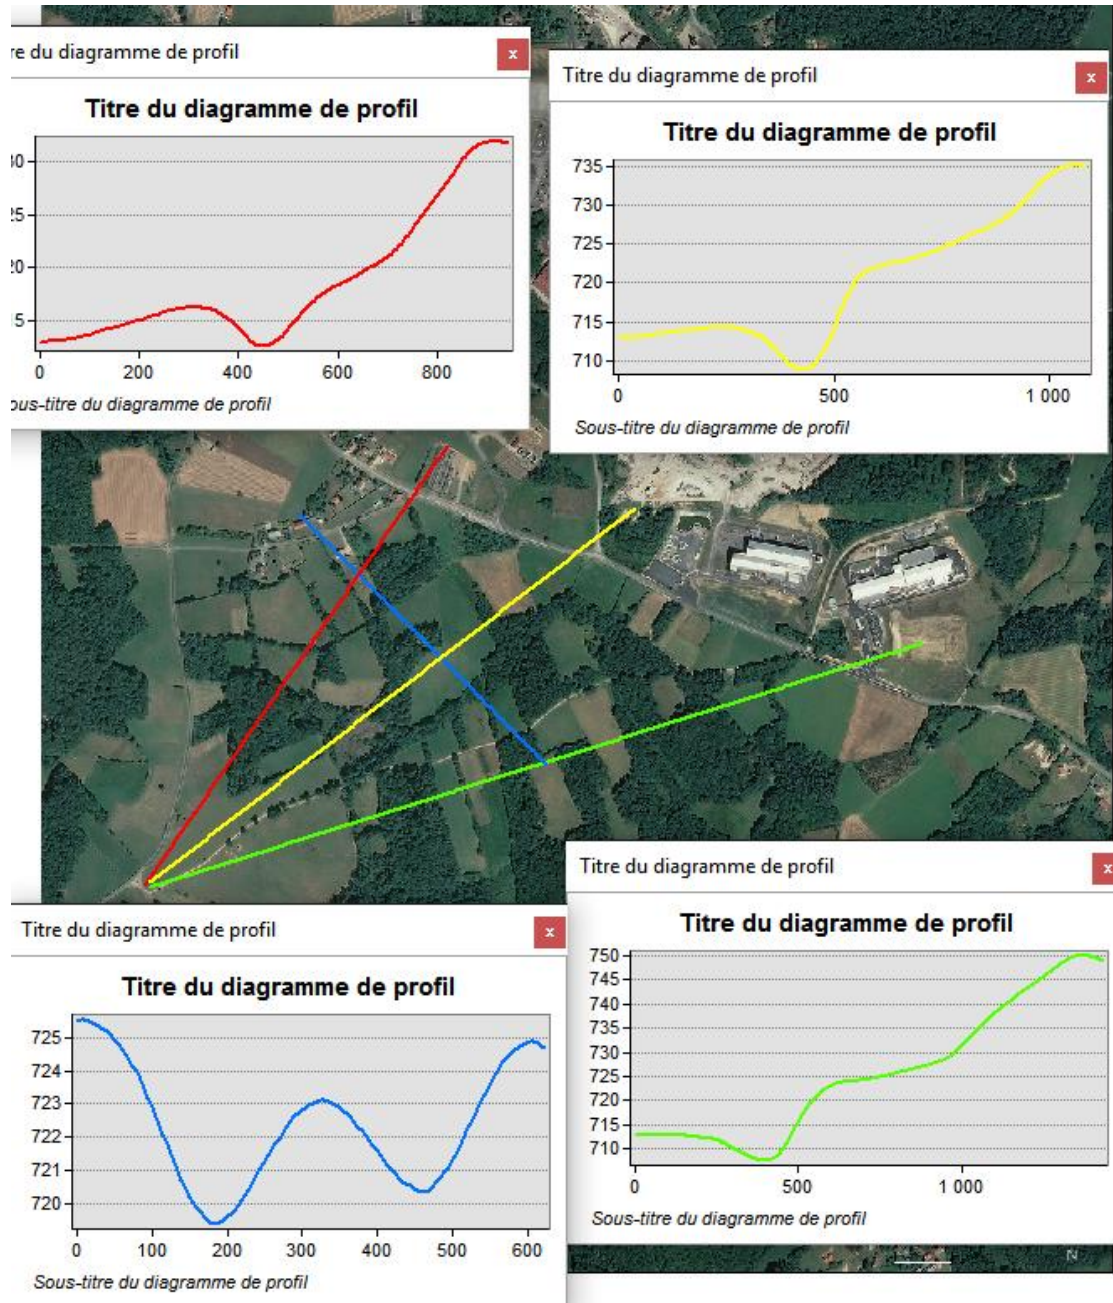 re du diagramme de profil
x
Titre du diagramme de profil
25
20
5
0 200 400 600 800
ous-titre du diagramme de profil
Titre du diagramme de profil
x
Titre du diagramme de profil
735
730
725
720
715
710
0 500 1 000
Sous-titre du diagramme de profil
Titre du diagramme de profil
x
Titre du diagramme de profil
725
724
723
722
721
720
0 100 200 300 400 500 600
Sous-titre du diagramme de profil
Titre du diagramme de profil
x
Titre du diagramme de profil
750
745
740
735
730
725
720
715
710
0 500 1 000
Sous-titre du diagramme de profil
N